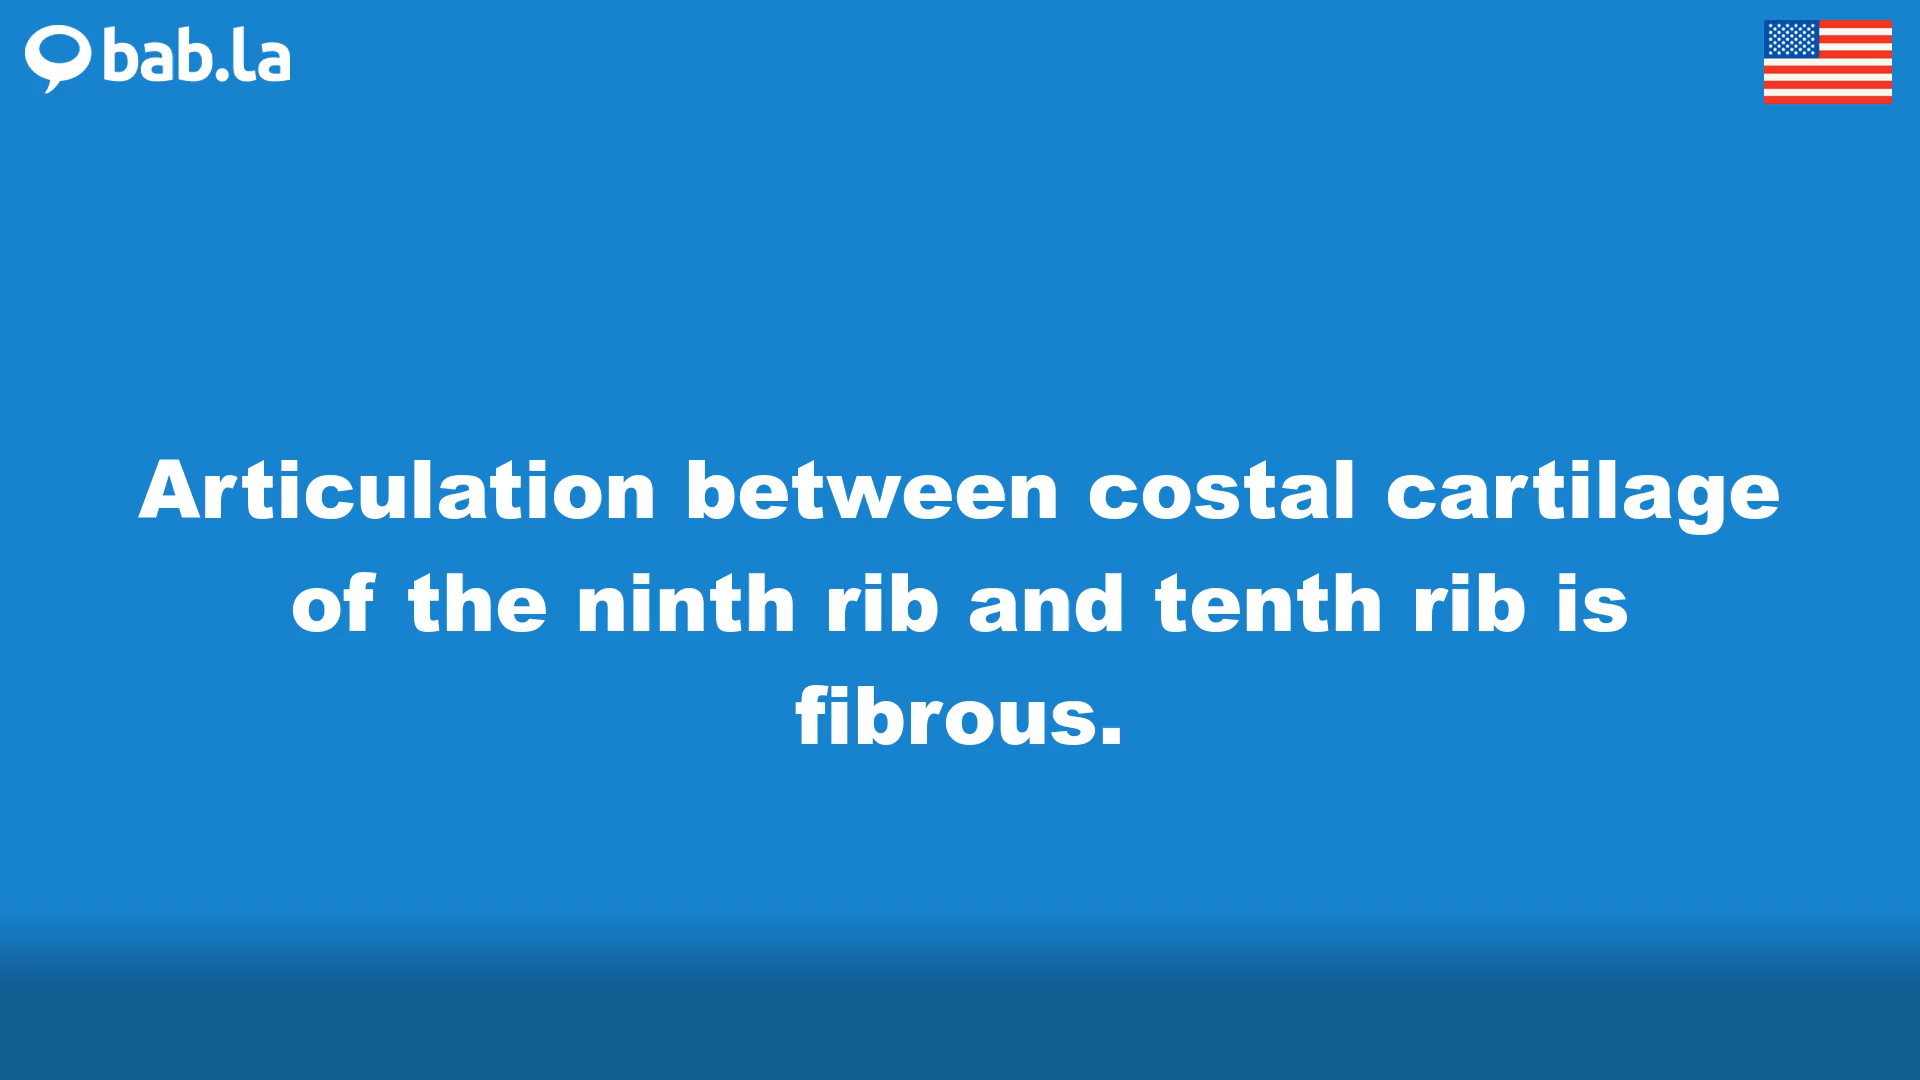 bab.la
Articulation between costal cartilage
of the ninth rib and tenth rib is
fibrous.